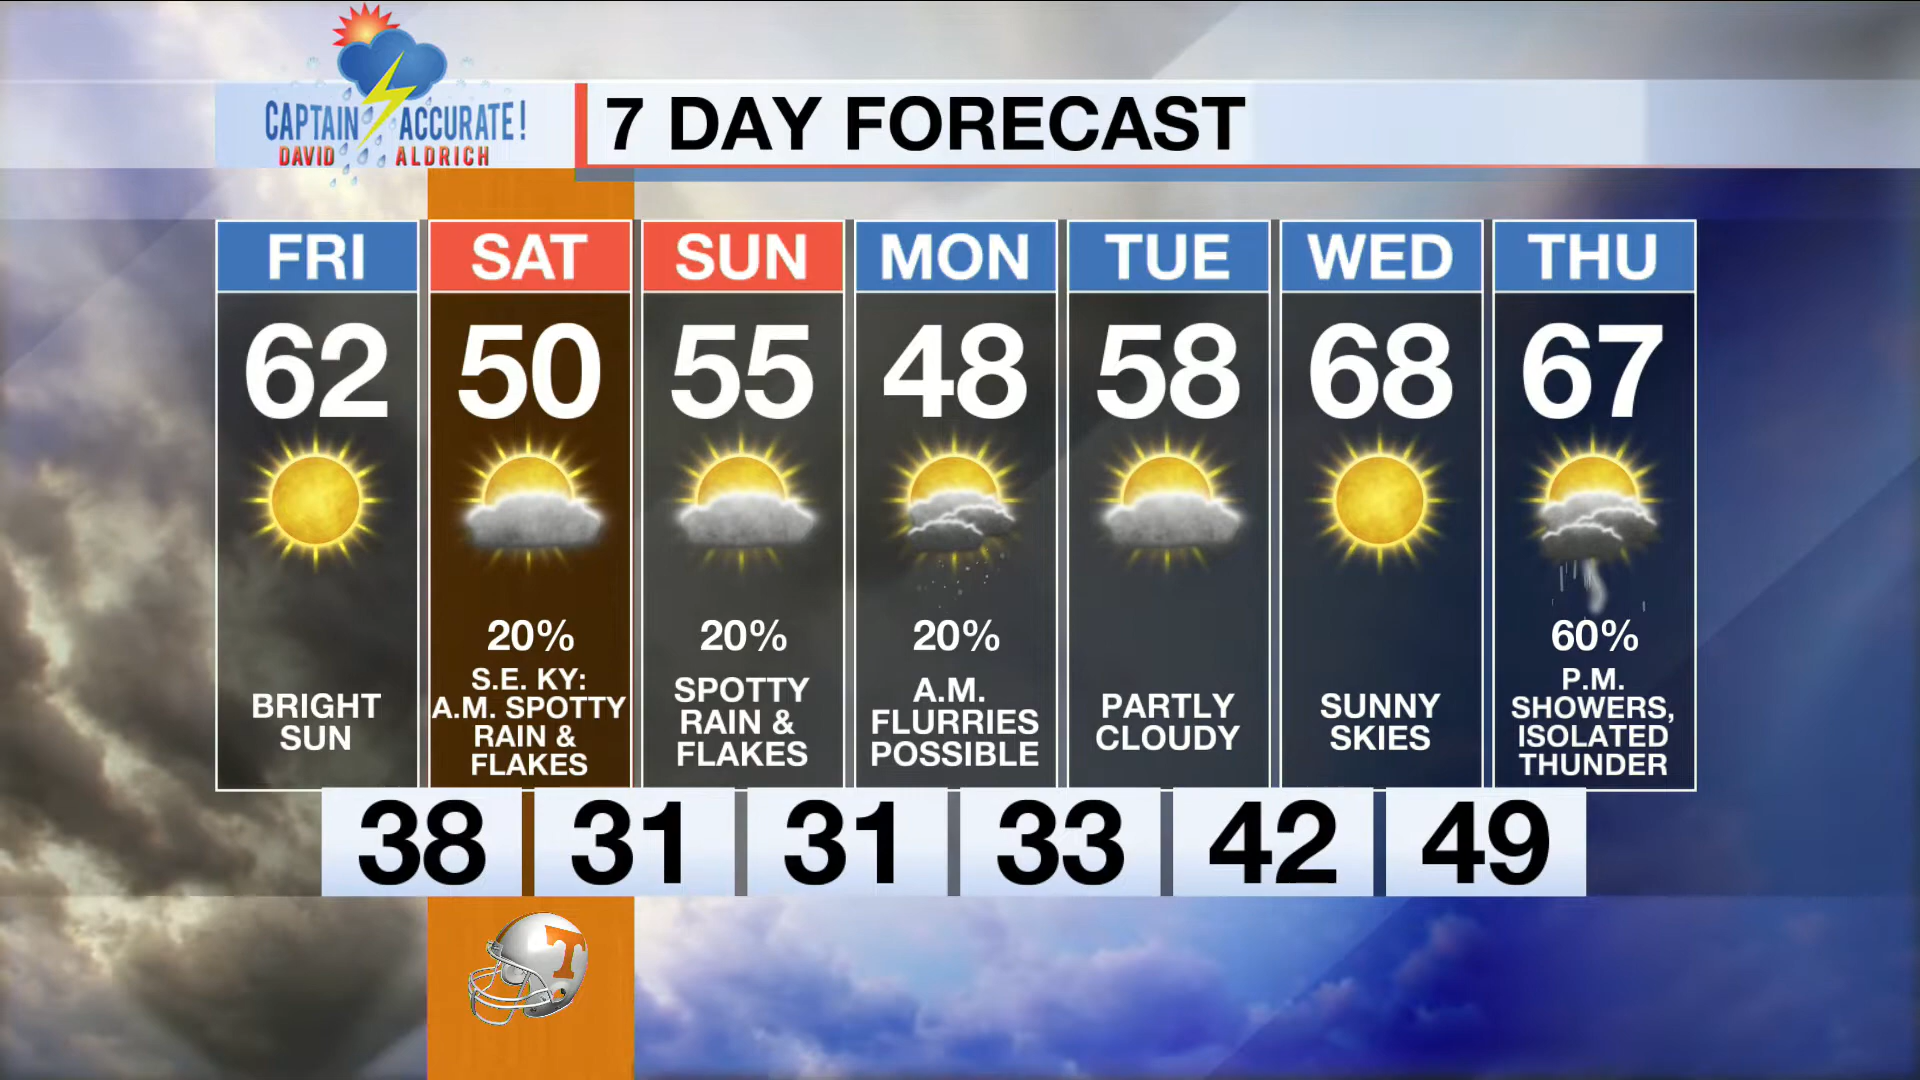 CAPTAIN ACCURATE!
DAVID ALDRICH
7 DAY FORECAST
FRI
62
BRIGHT
SUN
SAT
50
20%
S.E. KY:
A.M. SPOTTY
RAIN &
FLAKES
SUN
55
20%
SPOTTY
RAIN &
FLAKES
MON
48
20%
A.M.
FLURRIES
POSSIBLE
TUE
58
PARTLY
CLOUDY
WED
68
SUNNY
SKIES
THU
67
60%
P.M.
SHOWERS,
ISOLATED
THUNDER
38 31 31 33 42 49
T